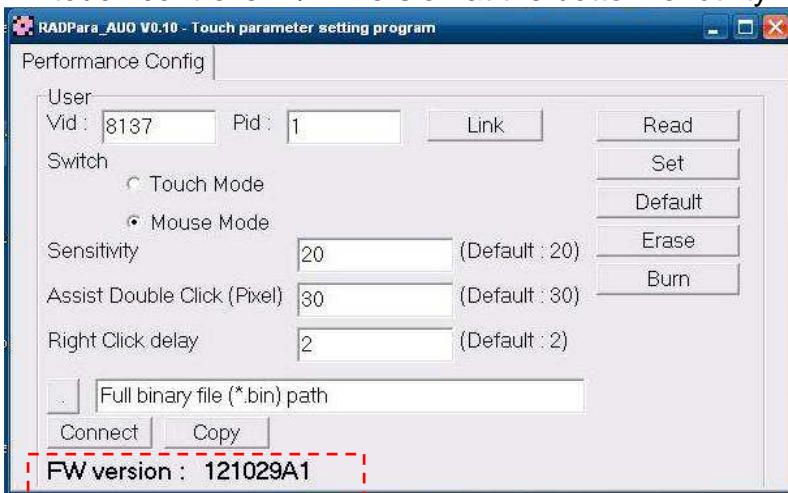 RADPara_AUO V0.10 - Touch parameter setting program
Performance Config
User
Vid : 8137 Pid : 1 Link Read
Switch Set
Touch Mode
Default
Mouse Mode
Sensitivity 20 (Default : 20) Erase
Burn
Assist Double Click (Pixel) 30 (Default : 30)
Right Click delay 2 (Default : 2)
. Full binary file (*.bin) path
Connect Copy
FW version : 121029A1